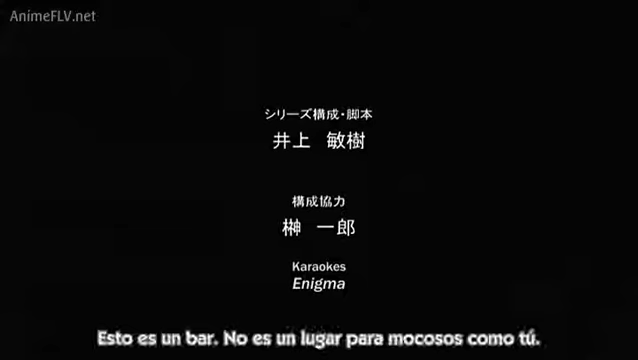 AnimeFLV.net
シリーズ構成・脚本
井上 敏樹
構成協力
榊 一郎
Karaokes
Enigma
Esto es un bar. No es un lugar para mocosos como tú.